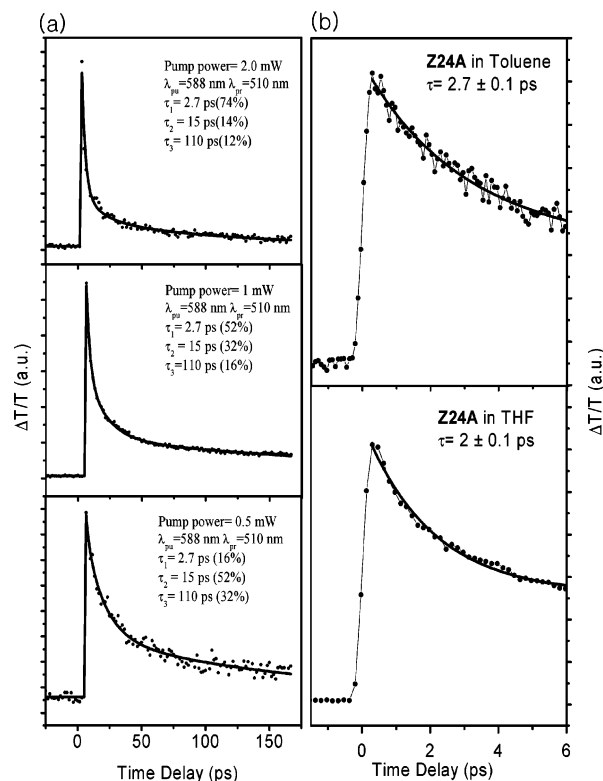 (a)
Pump power= 2.0 mW
λpu=588 nm λpr=510 nm
τ1= 2.7 ps(74%)
τ2= 15 ps(14%)
τ3= 110 ps(12%)
Pump power= 1 mW
λpu=588 nm λpr=510 nm
τ1= 2.7 ps (52%)
τ2= 15 ps (32%)
τ3=110 ps (16%)
Pump power= 0.5 mW
λpu=588 nm λpr=510 nm
τ1= 2.7 ps (16%)
τ2= 15 ps (52%)
τ3= 110 ps (32%)
ΔT/T (a.u.)
0 50 75 100 125 150
Time Delay (ps)
(b)
Z24A in Toluene
τ= 2.7 ± 0.1 ps
Z24A in THF
τ= 2 ± 0.1 ps
ΔT/T (a.u.)
0 2 4 6
Time Delay (ps)